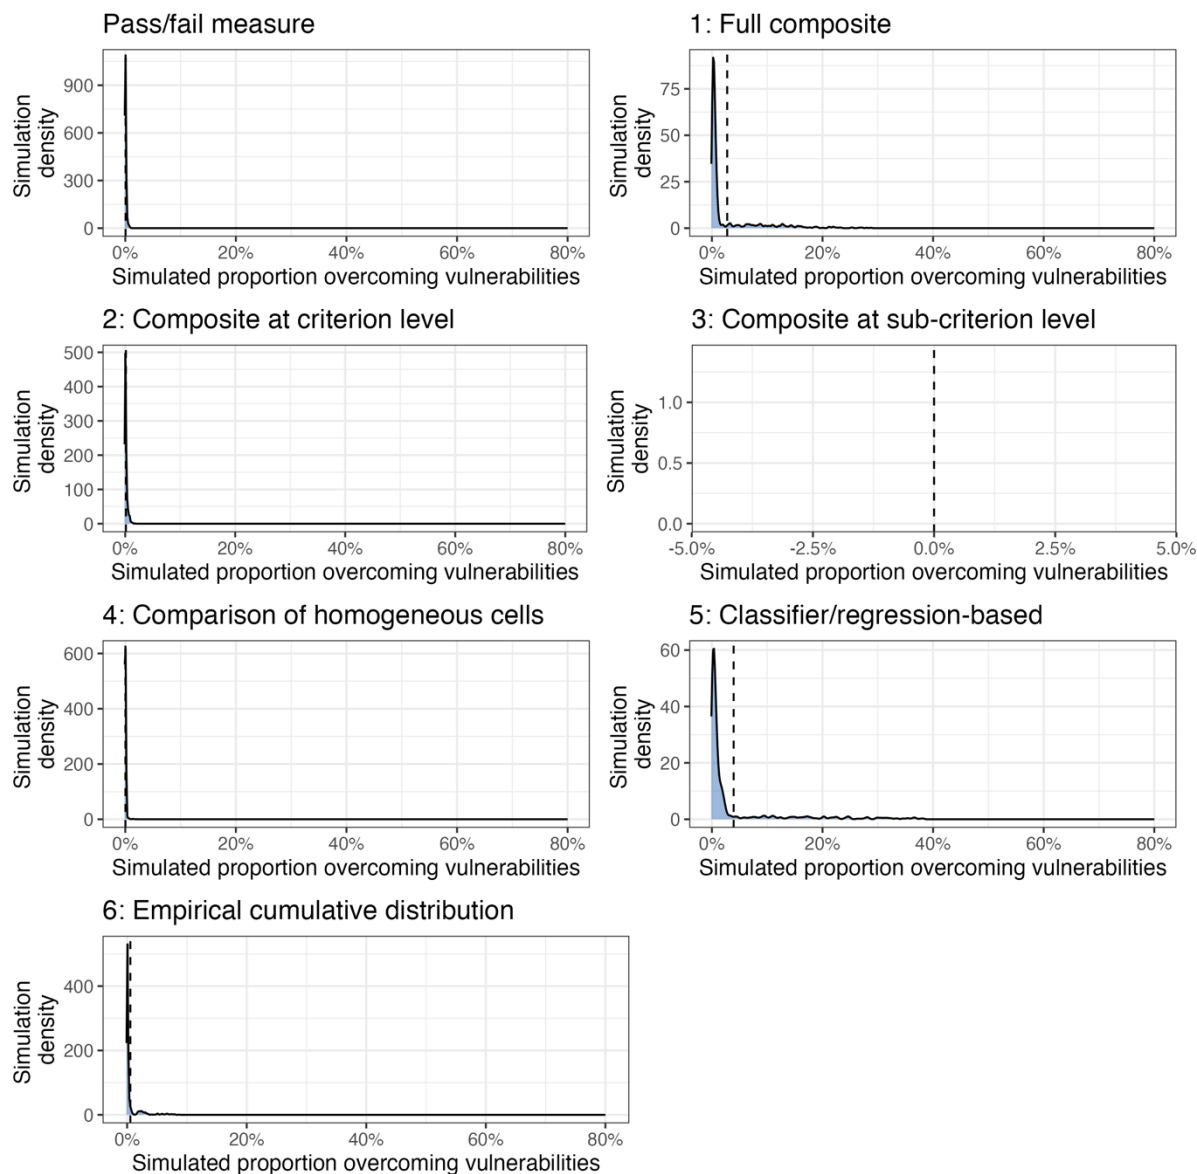 Pass/fail measure
Simulation
density
900
600
300
0
0% 20% 40% 60% 80%
Simulated proportion overcoming vulnerabilities
1: Full composite
Simulation
density
75
50
25
0
0% 20% 40% 60% 80%
Simulated proportion overcoming vulnerabilities
2: Composite at criterion level
Simulation
density
500
400
300
200
100
0
0% 20% 40% 60% 80%
Simulated proportion overcoming vulnerabilities
3: Composite at sub-criterion level
Simulation
density
1.0
0.5
0.0
-5.0% -2.5% 0.0% 2.5% 5.0%
Simulated proportion overcoming vulnerabilities
4: Comparison of homogeneous cells
Simulation
density
600
400
200
0
0% 20% 40% 60% 80%
Simulated proportion overcoming vulnerabilities
5: Classifier/regression-based
Simulation
density
60
40
20
0
0% 20% 40% 60% 80%
Simulated proportion overcoming vulnerabilities
6: Empirical cumulative distribution
Simulation
density
400
200
0
0% 20% 40% 60% 80%
Simulated proportion overcoming vulnerabilities